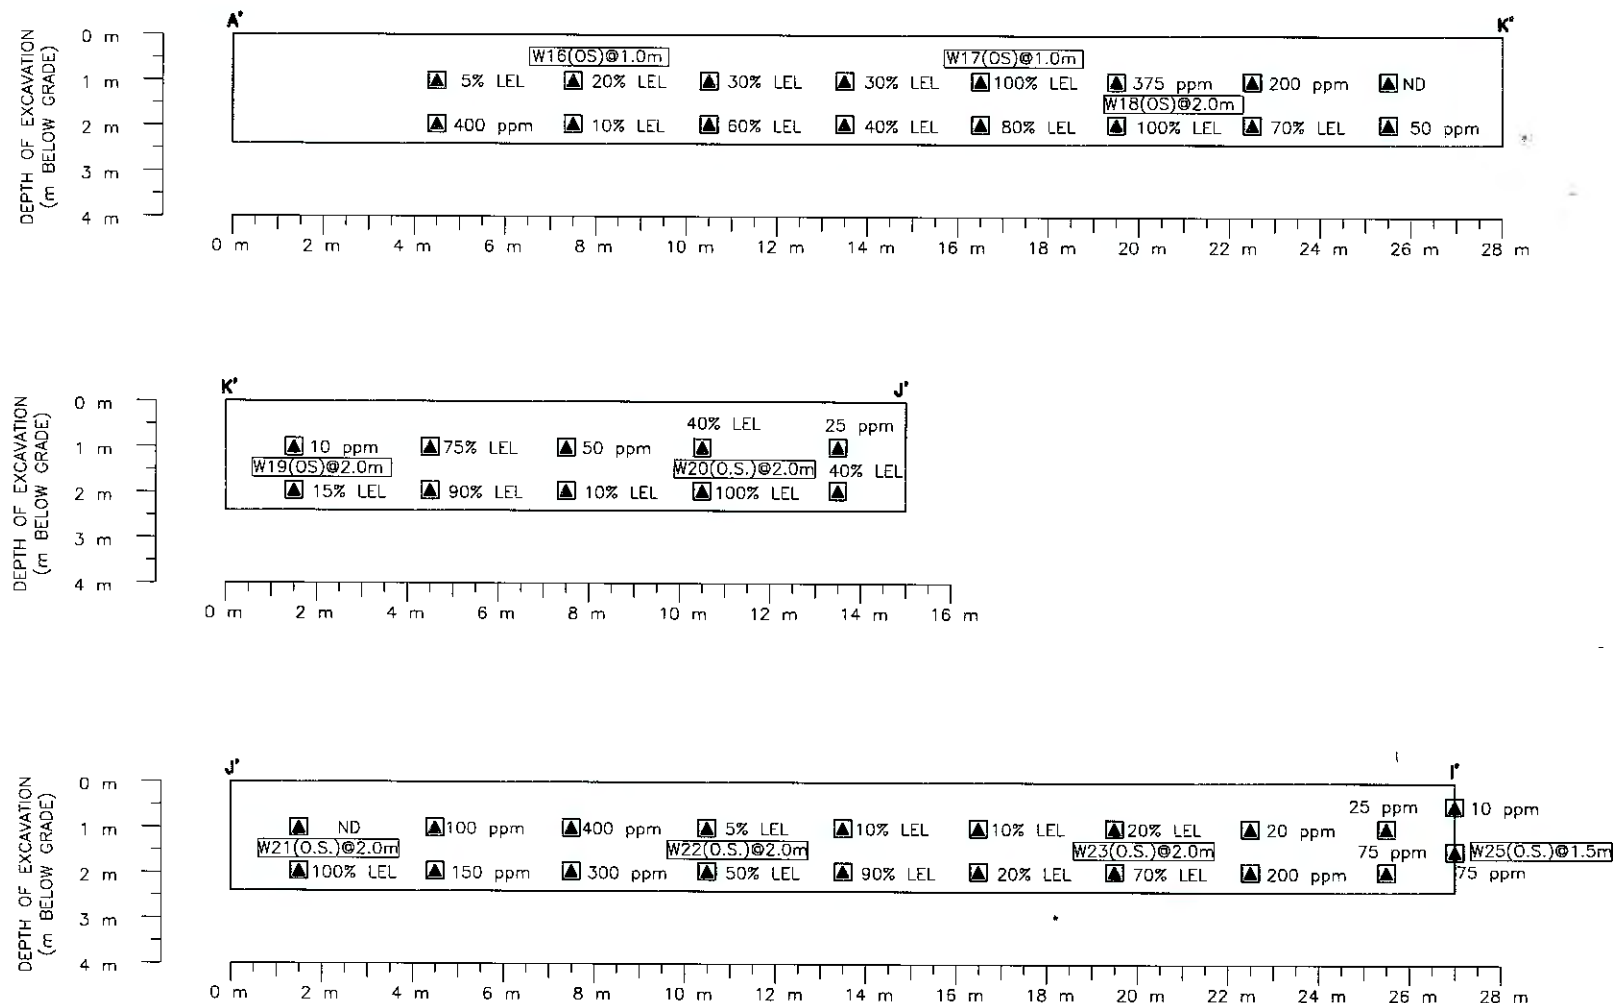 A' K'
DEPTH OF EXCAVATION
(m BELOW GRADE)
0 m
1 m
2 m
3 m
4 m
W16(OS)@1.0m W17(OS)@1.0m
5% LEL 20% LEL 30% LEL 30% LEL 100% LEL 375 ppm 200 ppm ND
W18(OS)@2.0m
400 ppm 10% LEL 60% LEL 40% LEL 80% LEL 100% LEL 70% LEL 50 ppm
0 m 2 m 4 m 6 m 8 m 10 m 12 m 14 m 16 m 18 m 20 m 22 m 24 m 26 m 28 m
K' J'
DEPTH OF EXCAVATION
(m BELOW GRADE)
0 m
1 m
2 m
3 m
4 m
40% LEL 25 ppm
10 ppm 75% LEL 50 ppm
W19(OS)@2.0m W20(O.S.)@2.0m 40% LEL
15% LEL 90% LEL 10% LEL 100% LEL
0 m 2 m 4 m 6 m 8 m 10 m 12 m 14 m 16 m
J' I'
DEPTH OF EXCAVATION
(m BELOW GRADE)
0 m
1 m
2 m
3 m
4 m
25 ppm 10 ppm
ND 100 ppm 400 ppm 5% LEL 10% LEL 10% LEL 20% LEL 20 ppm
W21(O.S.)@2.0m W22(O.S.)@2.0m W23(O.S.)@2.0m 75 ppm W25(O.S.)@1.5m
100% LEL 150 ppm 300 ppm 50% LEL 90% LEL 20% LEL 70% LEL 200 ppm 75 ppm
0 m 2 m 4 m 6 m 8 m 10 m 12 m 14 m 16 m 18 m 20 m 22 m 24 m 26 m 28 m